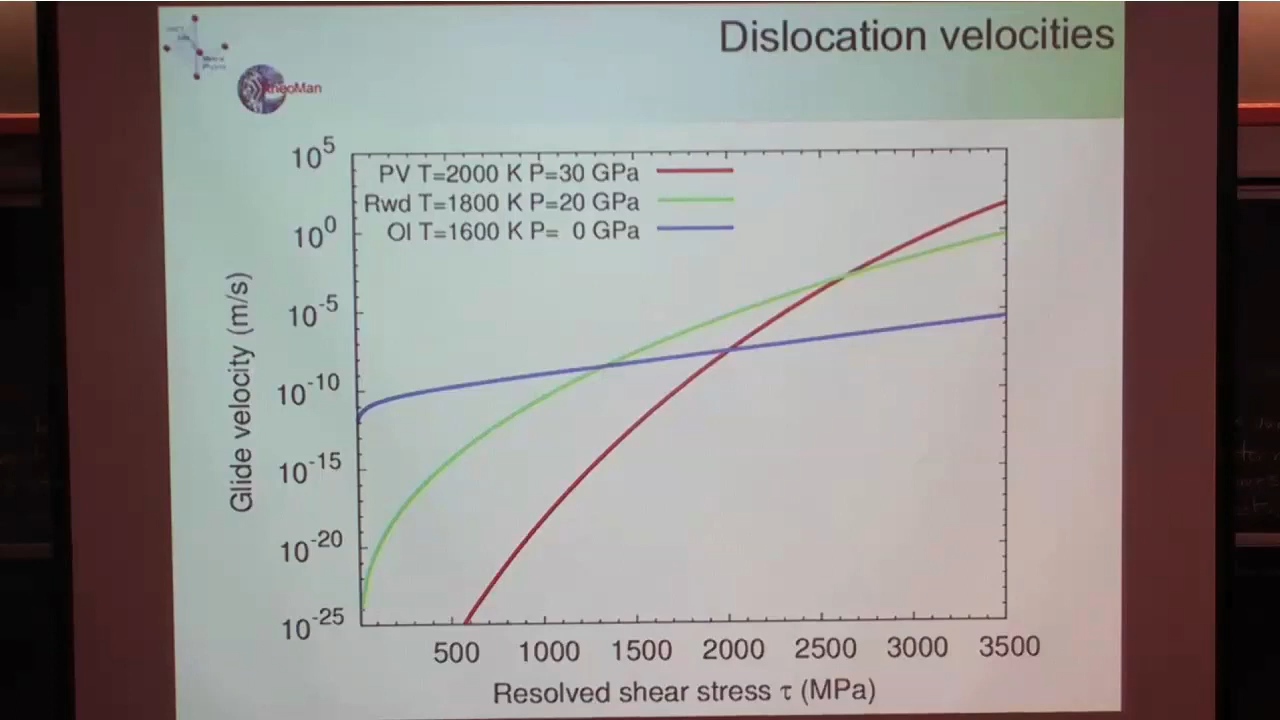 Dislocation velocities
RheoMan
PV T=2000 K P=30 GPa
Rwd T=1800 K P=20 GPa
Ol T=1600 K P= 0 GPa
Glide velocity (m/s)
10^5
10^0
10^-5
10^-10
10^-15
10^-20
10^-25
500 1000 1500 2000 2500 3000 3500
Resolved shear stress τ (MPa)